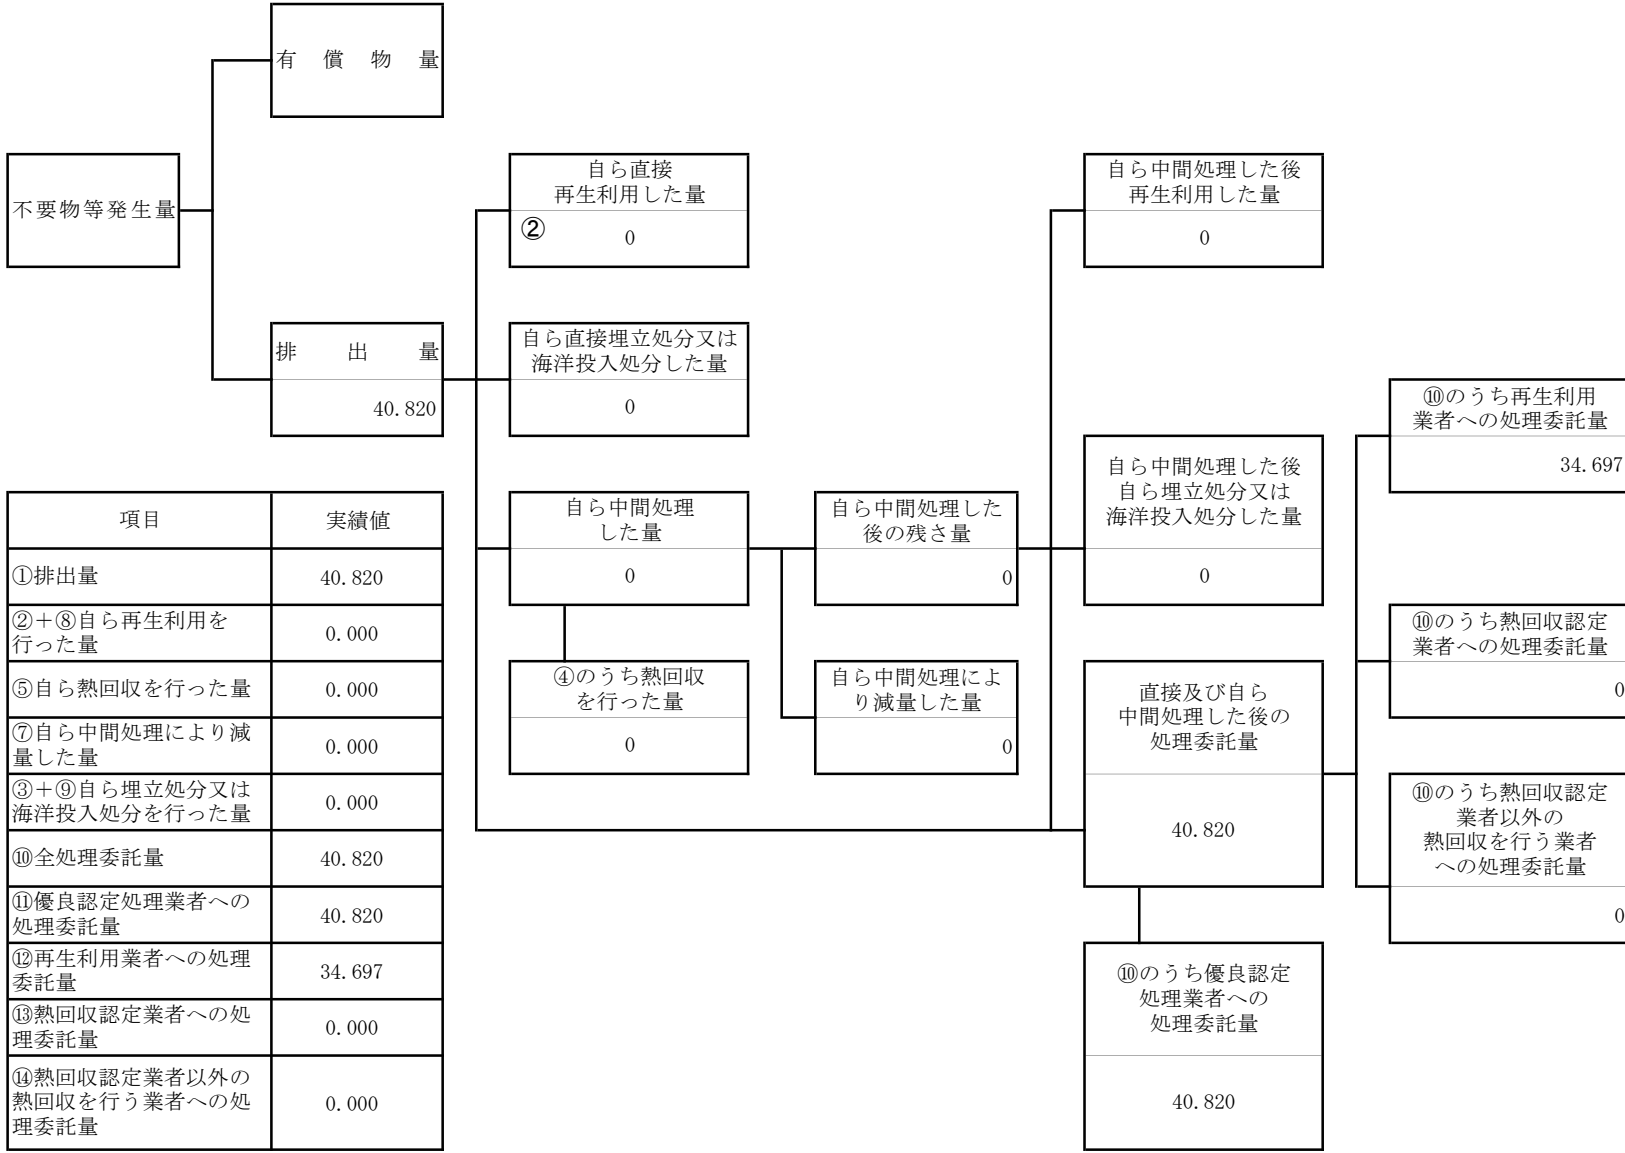 有償物量
不要物等発生量
排出量
40.820
自ら直接
再生利用した量
②
0
自ら直接埋立処分又は
海洋投入処分した量
0
自ら中間処理
した量
0
④のうち熱回収
を行った量
0
自ら中間処理した
後の残さ量
0
自ら中間処理によ
り減量した量
0
自ら中間処理した後
再生利用した量
0
自ら中間処理した後
自ら埋立処分又は
海洋投入処分した量
0
直接及び自ら
中間処理した後の
処理委託量
40.820
⑩のうち優良認定
処理業者への
処理委託量
40.820
⑩のうち再生利用
業者への処理委託量
34.697
⑩のうち熱回収認定
業者への処理委託量
0
⑩のうち熱回収認定
業者以外の
熱回収を行う業者
への処理委託量
0
項目 実績値
①排出量 40.820
②＋⑧自ら再生利用を
行った量 0.000
⑤自ら熱回収を行った量 0.000
⑦自ら中間処理により減
量した量 0.000
③＋⑨自ら埋立処分又は
海洋投入処分を行った量 0.000
⑩全処理委託量 40.820
⑪優良認定処理業者への
処理委託量 40.820
⑫再生利用業者への処理
委託量 34.697
⑬熱回収認定業者への処
理委託量 0.000
⑭熱回収認定業者以外の
熱回収を行う業者への処
理委託量 0.000